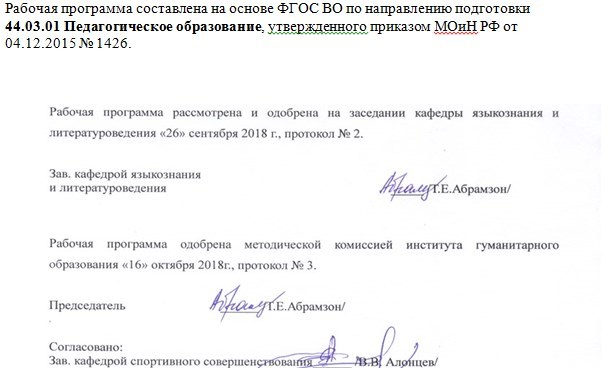 Рабочая программа составлена на основе ФГОС ВО по направлению подготовки
44.03.01 Педагогическое образование, утвержденного приказом МОиН РФ от
04.12.2015 № 1426.
Рабочая программа рассмотрена и одобрена на заседании кафедры языкознания и
литературоведения «26» сентября 2018 г., протокол № 2.
Зав. кафедрой языкознания
и литературоведения Абрамз Т.Е.Абрамзон/
Рабочая программа одобрена методической комиссией института гуманитарного
образования «16» октября 2018г., протокол № 3.
Председатель Абрамз Т.Е.Абрамзон/
Согласовано:
Зав. кафедрой спортивного совершенствования /В.В. Алонцев/